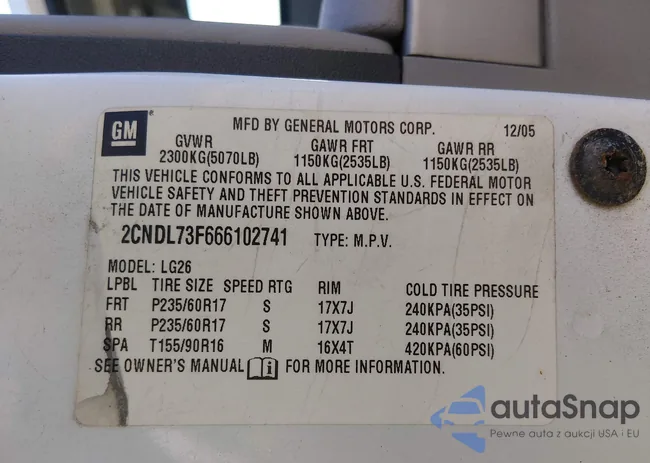 GM
MFD BY GENERAL MOTORS CORP. 12/05
GVWR GAWR FRT GAWR RR
2300KG(5070LB) 1150KG(2535LB) 1150KG(2535LB)
THIS VEHICLE CONFORMS TO ALL APPLICABLE U.S. FEDERAL MOTOR
VEHICLE SAFETY AND THEFT PREVENTION STANDARDS IN EFFECT ON
THE DATE OF MANUFACTURE SHOWN ABOVE.
2CNDL73F666102741 TYPE: M.P.V.
MODEL: LG26
LPBL TIRE SIZE SPEED RTG RIM COLD TIRE PRESSURE
FRT P235/60R17 S 17X7J 240KPA(35PSI)
RR P235/60R17 S 17X7J 240KPA(35PSI)
SPA T155/90R16 M 16X4T 420KPA(60PSI)
SEE OWNER'S MANUAL FOR MORE INFORMATION.
autaSnap
Pewne auta z aukcji USA i EU